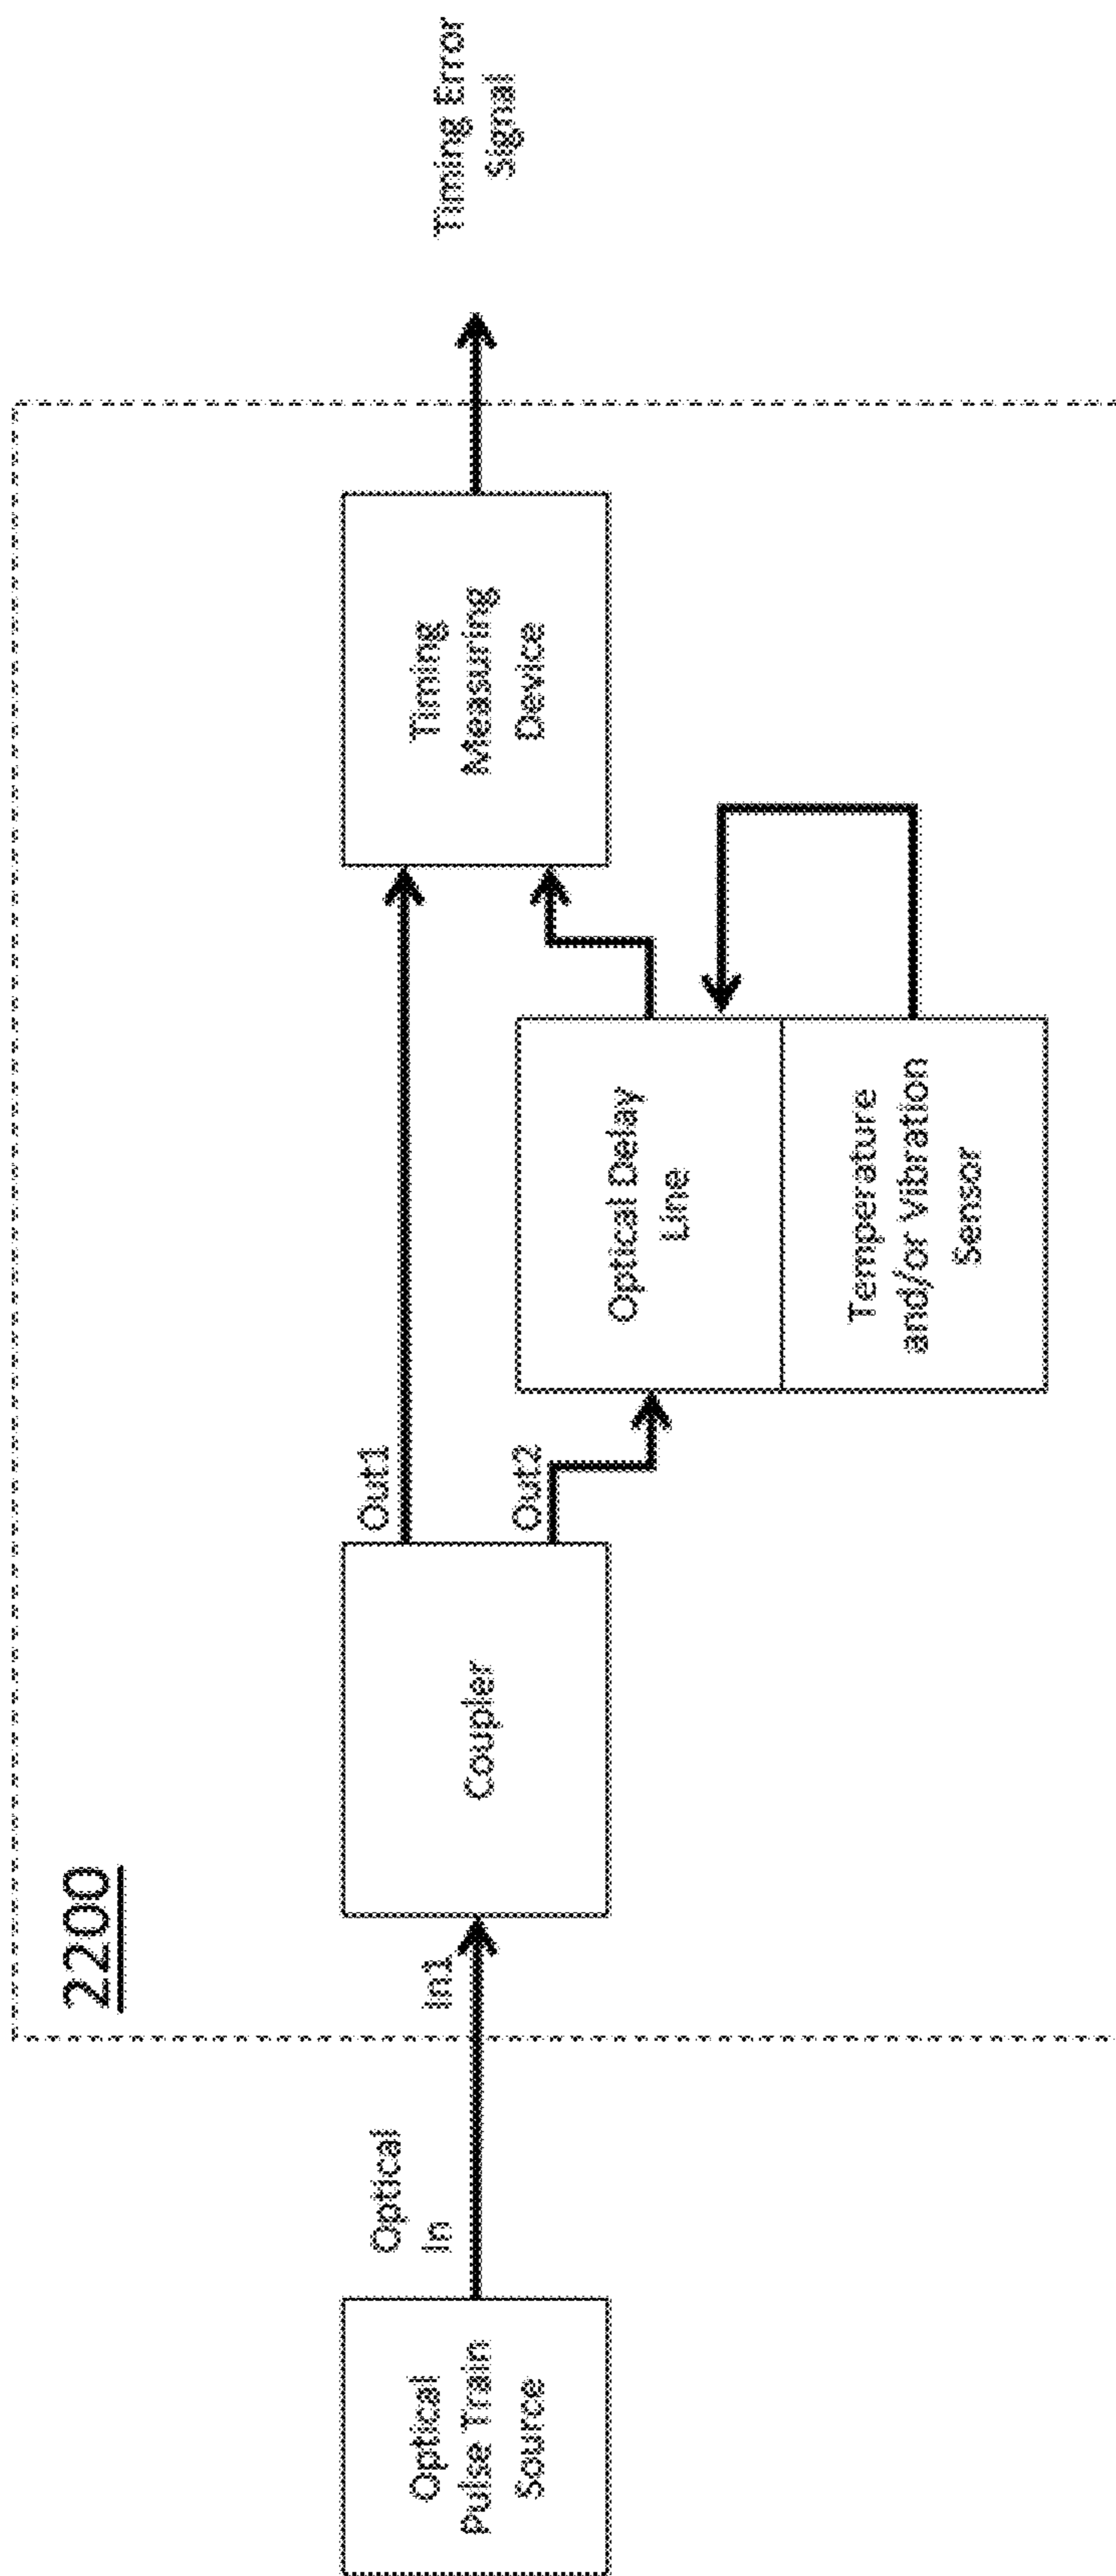 2200
Optical
Pulse Train
Source
Optical
In
In1
Coupler
Out1
Out2
Optical Delay
Line
Temperature
and/or Vibration
Sensor
Timing
Measuring
Device
Timing Error
Signal